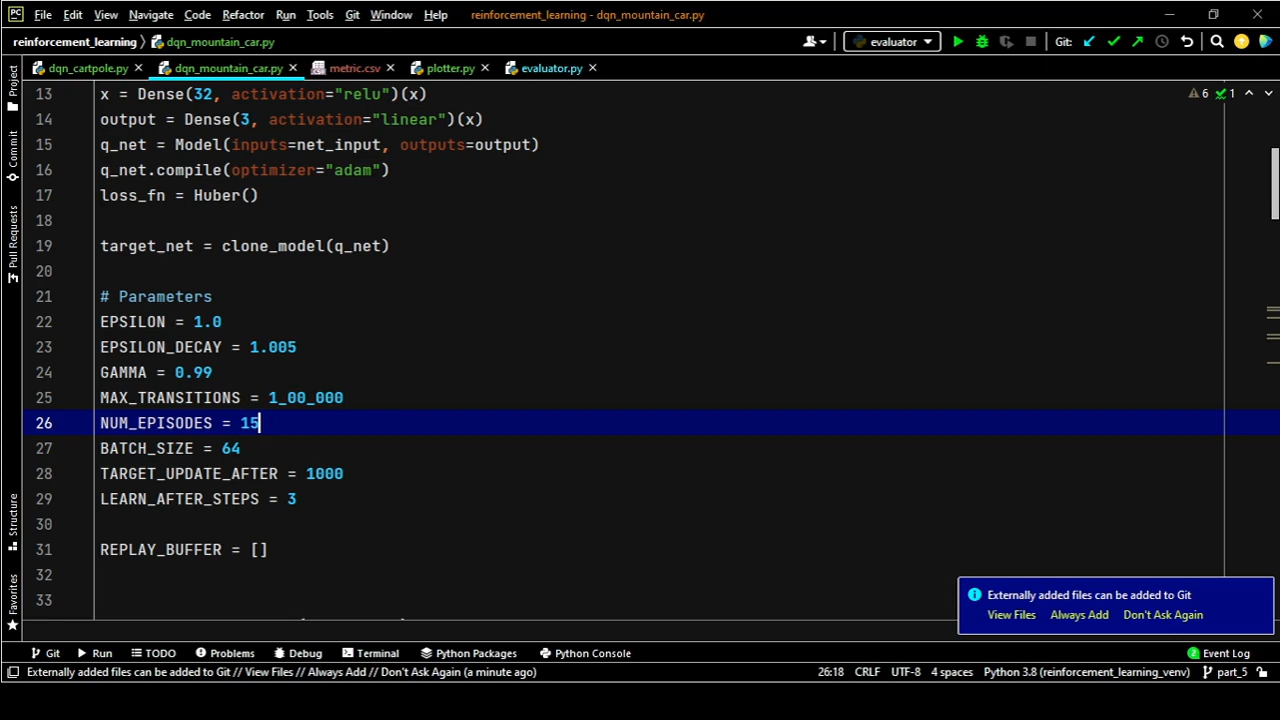 PC File Edit View Navigate Code Refactor Run Tools Git Window Help reinforcement_learning - dqn_mountain_car.py
reinforcement_learning dqn_mountain_car.py evaluator Git:
dqn_cartpole.py dqn_mountain_car.py metric.csv plotter.py evaluator.py
Project
Commit
Pull Requests
Structure
Favorites
6 1
13 x = Dense(32, activation="relu")(x)
14 output = Dense(3, activation="linear")(x)
15 q_net = Model(inputs=net_input, outputs=output)
16 q_net.compile(optimizer="adam")
17 loss_fn = Huber()
18
19 target_net = clone_model(q_net)
20
21 # Parameters
22 EPSILON = 1.0
23 EPSILON_DECAY = 1.005
24 GAMMA = 0.99
25 MAX_TRANSITIONS = 1_00_000
26 NUM_EPISODES = 15
27 BATCH_SIZE = 64
28 TARGET_UPDATE_AFTER = 1000
29 LEARN_AFTER_STEPS = 3
30
31 REPLAY_BUFFER = []
32
33
Externally added files can be added to Git
View Files Always Add Don't Ask Again
Git Run TODO Problems Debug Terminal Python Packages Python Console 2 Event Log
Externally added files can be added to Git // View Files // Always Add // Don't Ask Again (a minute ago) 26:18 CRLF UTF-8 4 spaces Python 3.8 (reinforcement_learning_venv) part_5